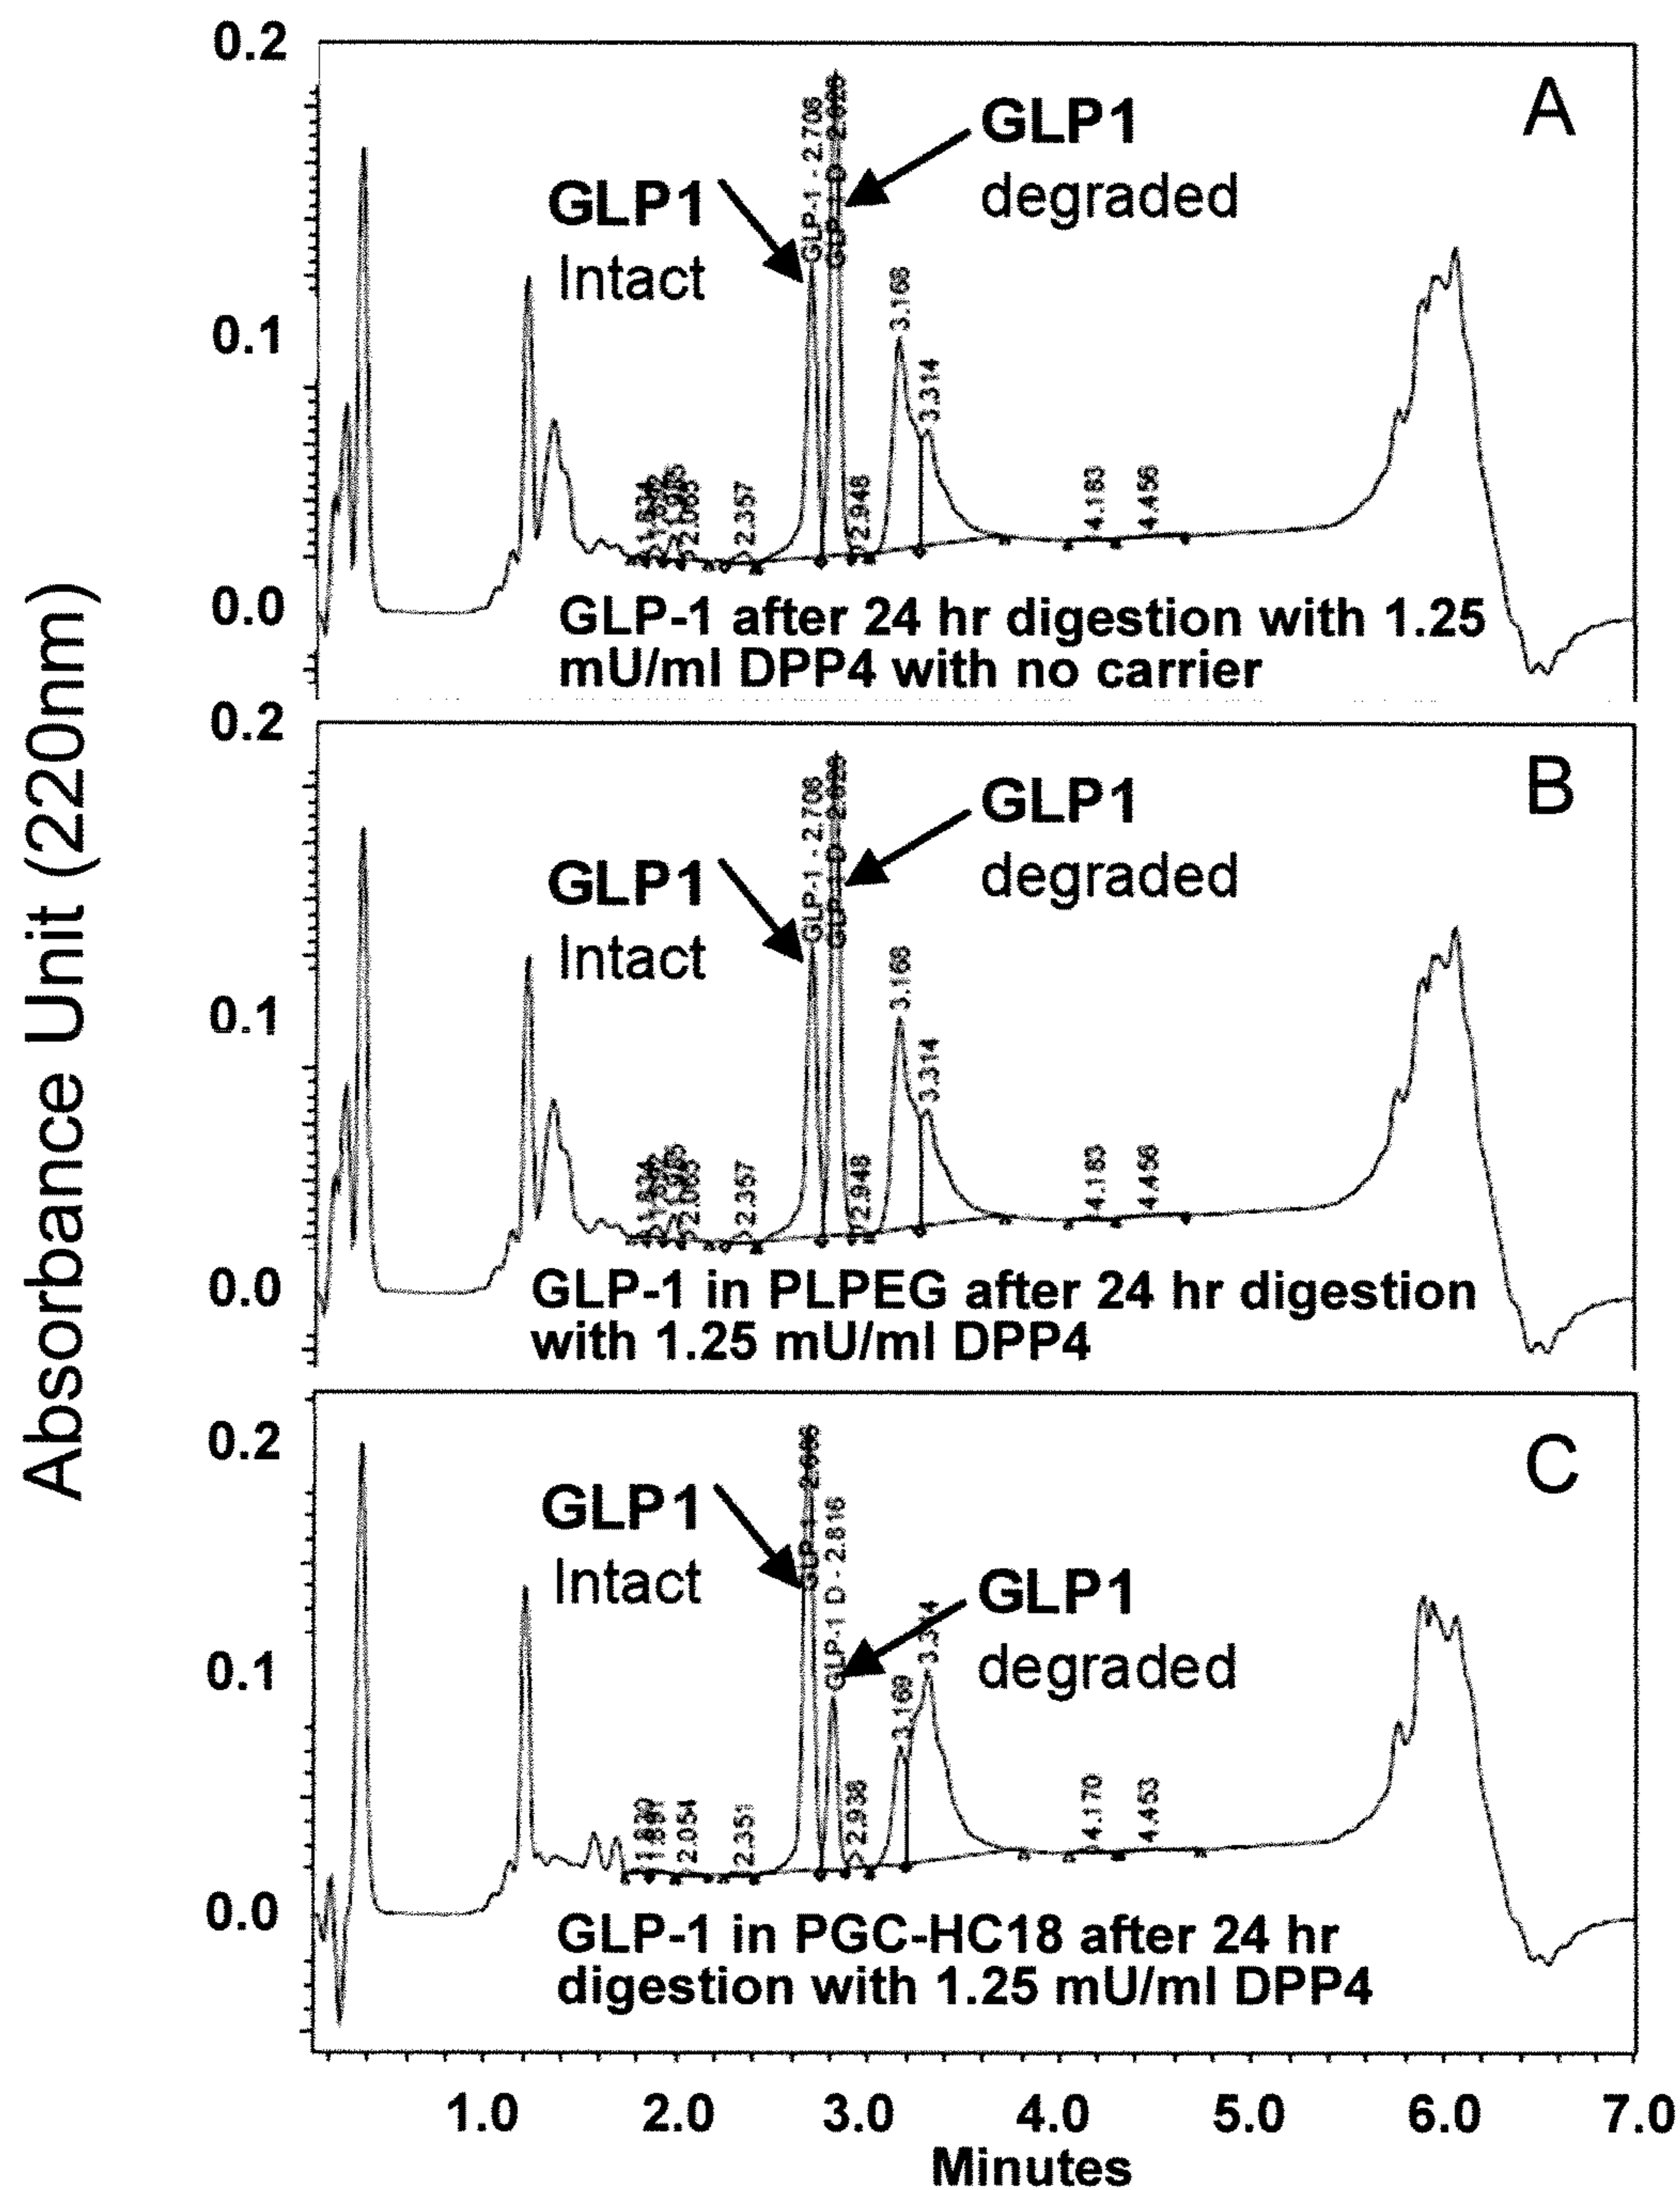 Absorbance Unit (220nm)
0.2
0.1
0.0
A
GLP1
Intact
GLP1
degraded
GLP-1 - 2.706
2.357
2.948
3.168
3.314
4.183
4.456
GLP-1 after 24 hr digestion with 1.25
mU/ml DPP4 with no carrier
0.2
0.1
0.0
B
GLP1
Intact
GLP1
degraded
GLP-1 - 2.706
2.357
2.948
3.168
3.314
4.183
4.456
GLP-1 in PLPEG after 24 hr digestion
with 1.25 mU/ml DPP4
0.2
0.1
0.0
C
GLP1
Intact
GLP1
degraded
GLP-1 D - 2.816
2.054
2.351
2.938
3.169
4.170
4.453
GLP-1 in PGC-HC18 after 24 hr
digestion with 1.25 mU/ml DPP4
1.0 2.0 3.0 4.0 5.0 6.0 7.0
Minutes